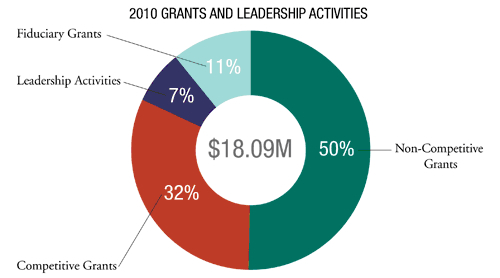 2010 GRANTS AND LEADERSHIP ACTIVITIES
Fiduciary Grants
11%
Leadership Activities
7%
$18.09M
50%
Non-Competitive
Grants
32%
Competitive Grants